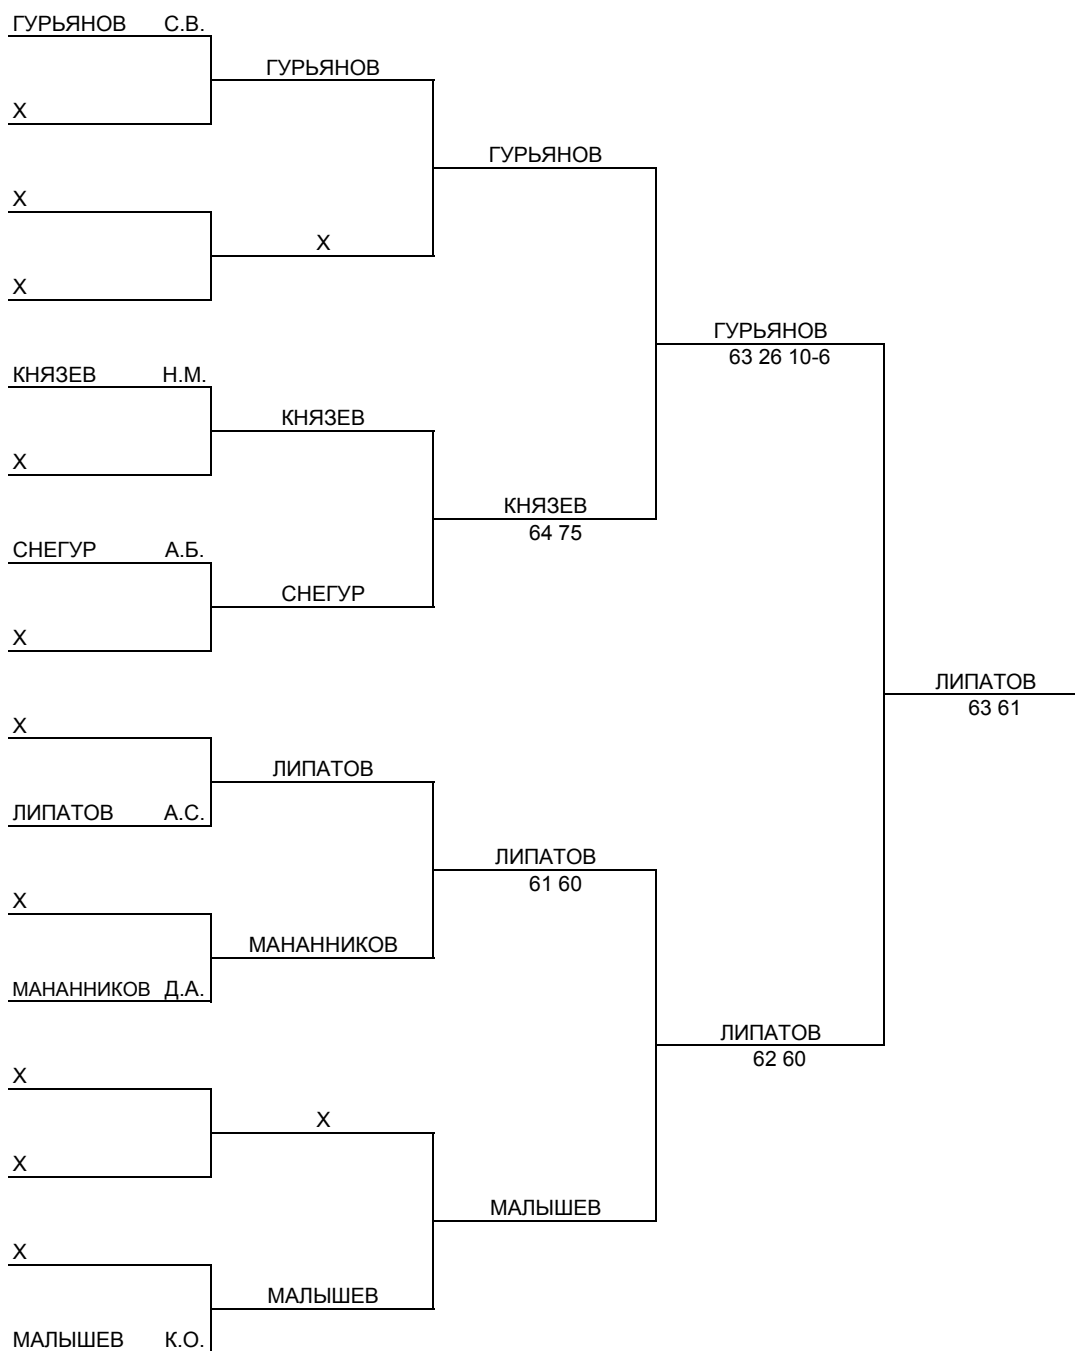 ГУРЬЯНОВ С.В.
ГУРЬЯНОВ
X
ГУРЬЯНОВ
X
X
X
ГУРЬЯНОВ
63 26 10-6
КНЯЗЕВ Н.М.
КНЯЗЕВ
X
КНЯЗЕВ
64 75
СНЕГУР А.Б.
СНЕГУР
X
ЛИПАТОВ
63 61
X
ЛИПАТОВ
ЛИПАТОВ А.С.
ЛИПАТОВ
61 60
X
МАНАННИКОВ
МАНАННИКОВ Д.А.
ЛИПАТОВ
62 60
X
X
X
МАЛЫШЕВ
X
МАЛЫШЕВ
МАЛЫШЕВ К.О.